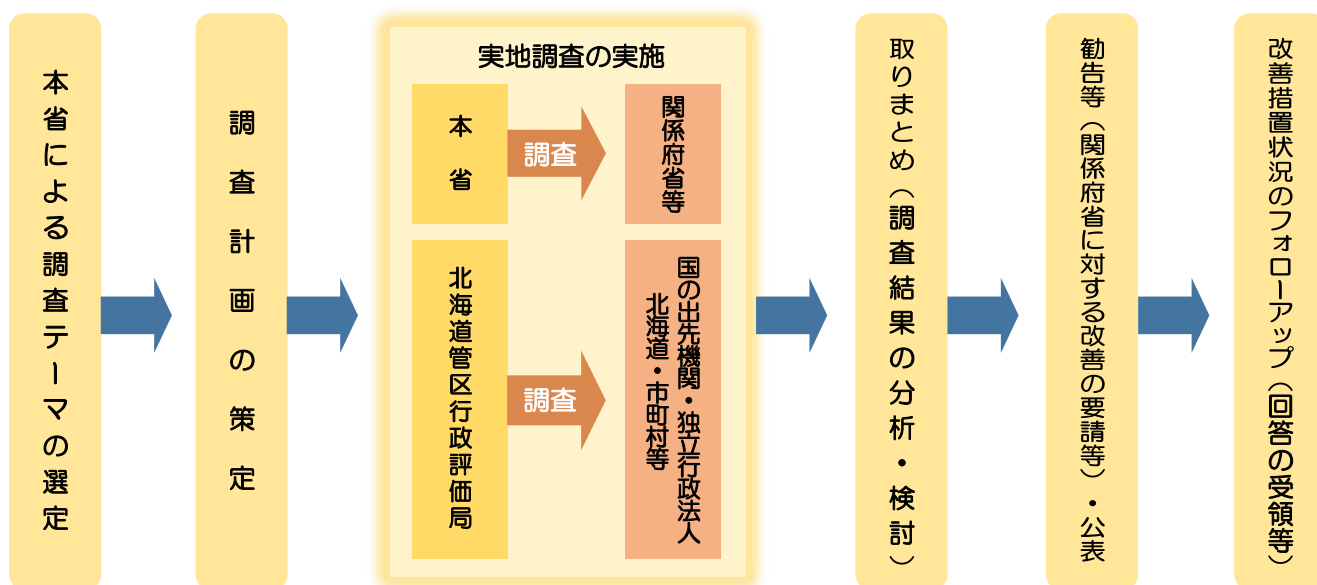 本省による調査テーマの選定
調査計画の策定
実地調査の実施
本省
調査
関係府省等
北海道管区行政評価局
調査
国の出先機関・独立行政法人
北海道・市町村等
取りまとめ（調査結果の分析・検討）
勧告等（関係府省に対する改善の要請等）・公表
改善措置状況のフォローアップ（回答の受領等）